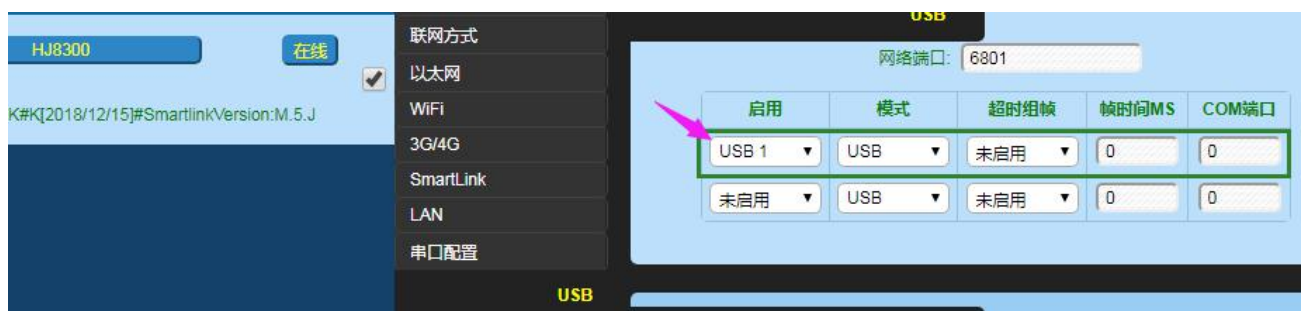 HJ8300
在线
K#K[2018/12/15]#SmartlinkVersion:M.5.J
联网方式
以太网
WiFi
3G/4G
SmartLink
LAN
串口配置
USB
USB
网络端口: 6801
启用 模式 超时组帧 帧时间MS COM端口
USB 1 USB 未启用 0 0
未启用 USB 未启用 0 0